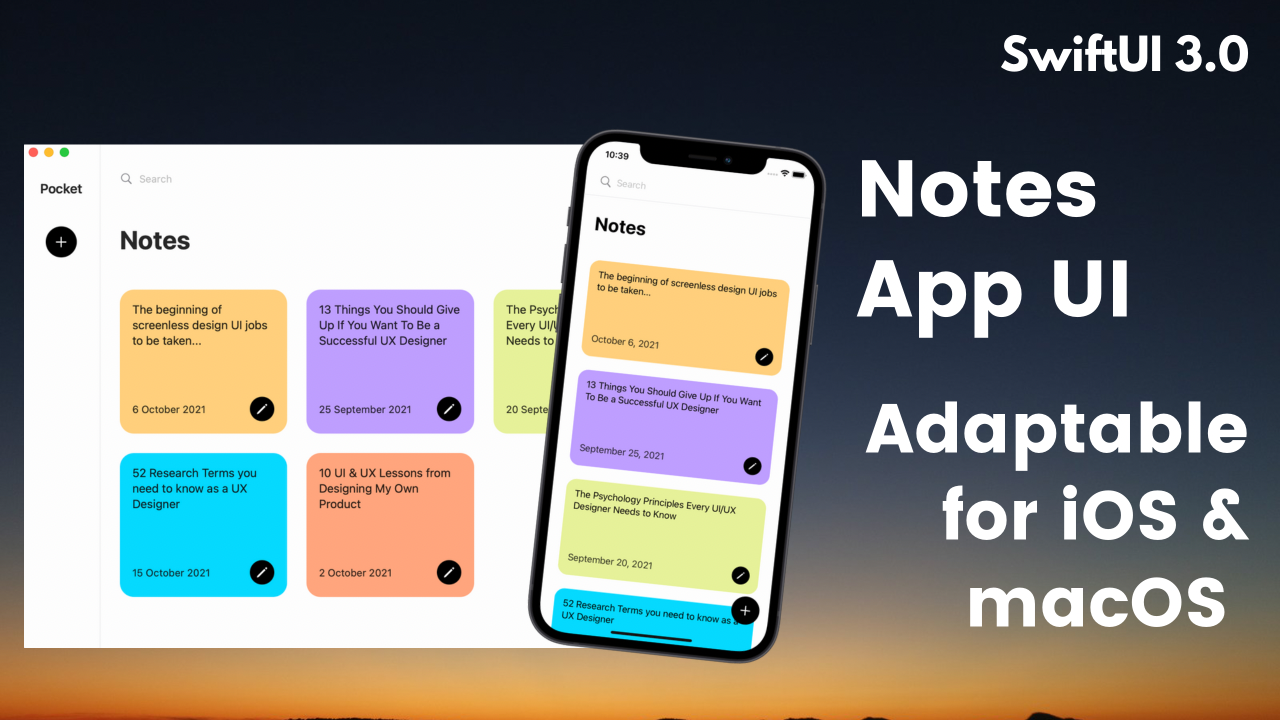 SwiftUI 3.0
Notes
App UI
Adaptable
for iOS &
macOS
Pocket
Search
Notes
The beginning of
screenless design UI jobs
to be taken...
6 October 2021
13 Things You Should Give
Up If You Want To Be a
Successful UX Designer
25 September 2021
The Psych
Every UI/U
Needs to
20 Septe
52 Research Terms you
need to know as a UX
Designer
15 October 2021
10 UI & UX Lessons from
Designing My Own
Product
2 October 2021
10:39
Search
Notes
The beginning of screenless design UI jobs
to be taken...
October 6, 2021
13 Things You Should Give Up If You Want
To Be a Successful UX Designer
September 25, 2021
The Psychology Principles Every UI/UX
Designer Needs to Know
September 20, 2021
52 Research Terms you need to know as a
UX Designer